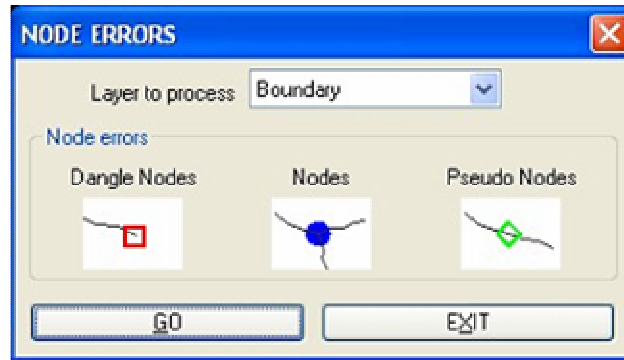 NODE ERRORS
Layer to process Boundary
Node errors
Dangle Nodes Nodes Pseudo Nodes
GO EXIT